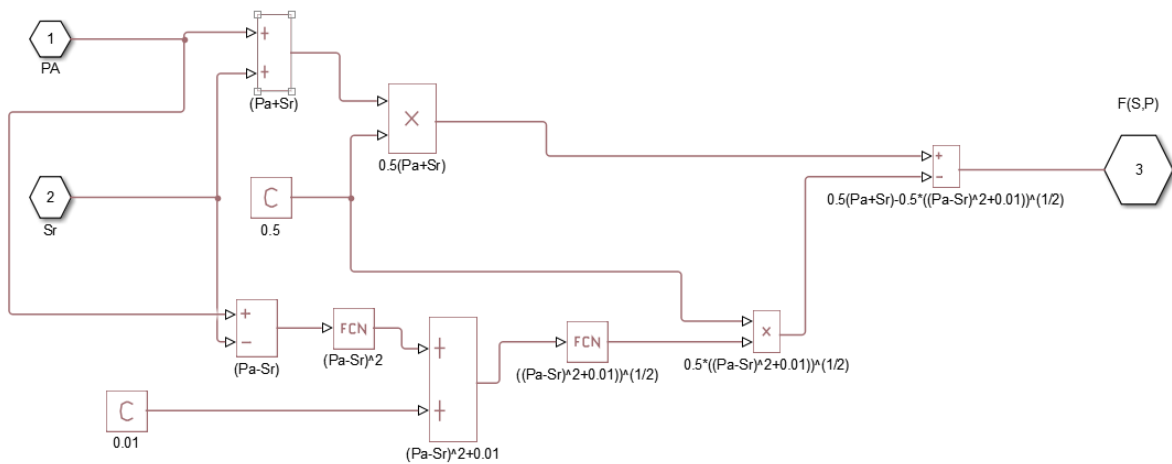 1
PA
+
+
(Pa+Sr)
×
0.5(Pa+Sr)
F(S,P)
+
−
3
0.5(Pa+Sr)-0.5*((Pa-Sr)^2+0.01))^(1/2)
2
Sr
C
0.5
+
−
(Pa-Sr)
FCN
(Pa-Sr)^2
+
+
(Pa-Sr)^2+0.01
FCN
((Pa-Sr)^2+0.01))^(1/2)
×
0.5*((Pa-Sr)^2+0.01))^(1/2)
C
0.01